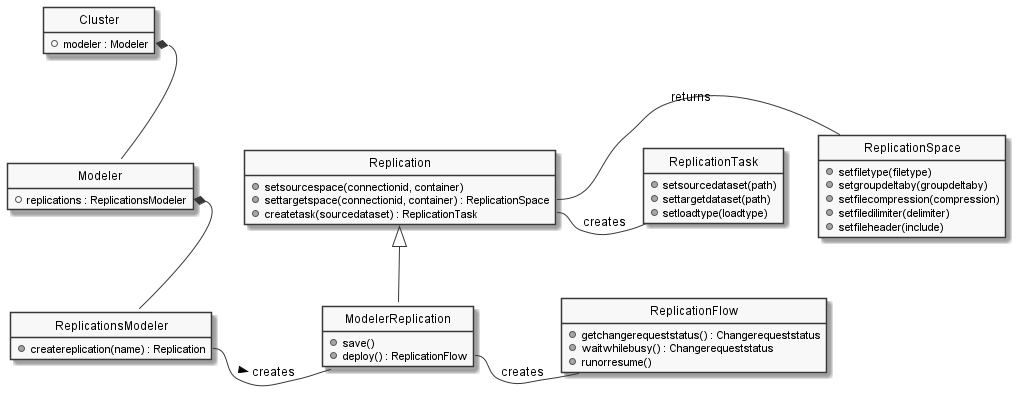 Cluster
modeler : Modeler
returns
Modeler
replications : ReplicationsModeler
Replication
setsourcespace(connectionid, container)
settargetspace(connectionid, container) : ReplicationSpace
createtask(sourcedataset) : ReplicationTask
creates
ReplicationTask
setsourcedataset(path)
settargetdataset(path)
setloadtype(loadtype)
ReplicationSpace
setfiletype(filetype)
setgroupdeltaby(groupdeltaby)
setfilecompression(compression)
setfiledilimiter(delimiter)
setfileheader(include)
ReplicationsModeler
createreplication(name) : Replication
creates
ModelerReplication
save()
deploy() : ReplicationFlow
creates
ReplicationFlow
getchangerequeststatus() : Changerequeststatus
waitwhilebusy() : Changerequeststatus
runorresume()